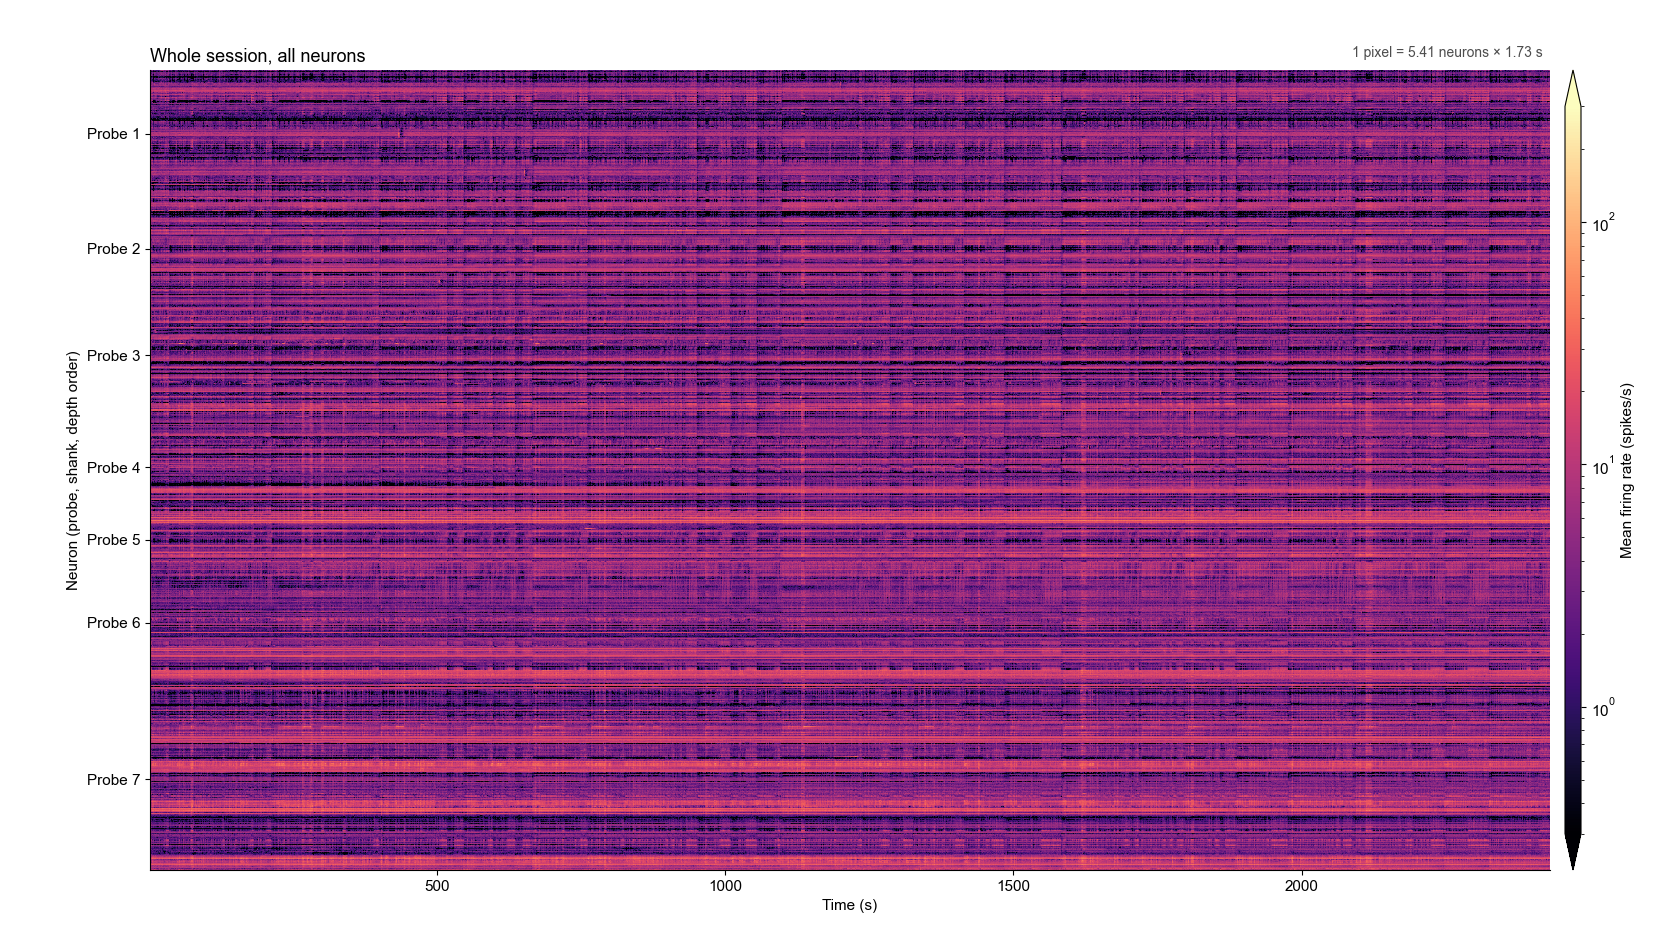 Whole session, all neurons
1 pixel = 5.41 neurons × 1.73 s
Probe 1
Probe 2
Probe 3
Probe 4
Probe 5
Probe 6
Probe 7
Neuron (probe, shank, depth order)
500
1000
1500
2000
Time (s)
10²
10¹
10⁰
Mean firing rate (spikes/s)